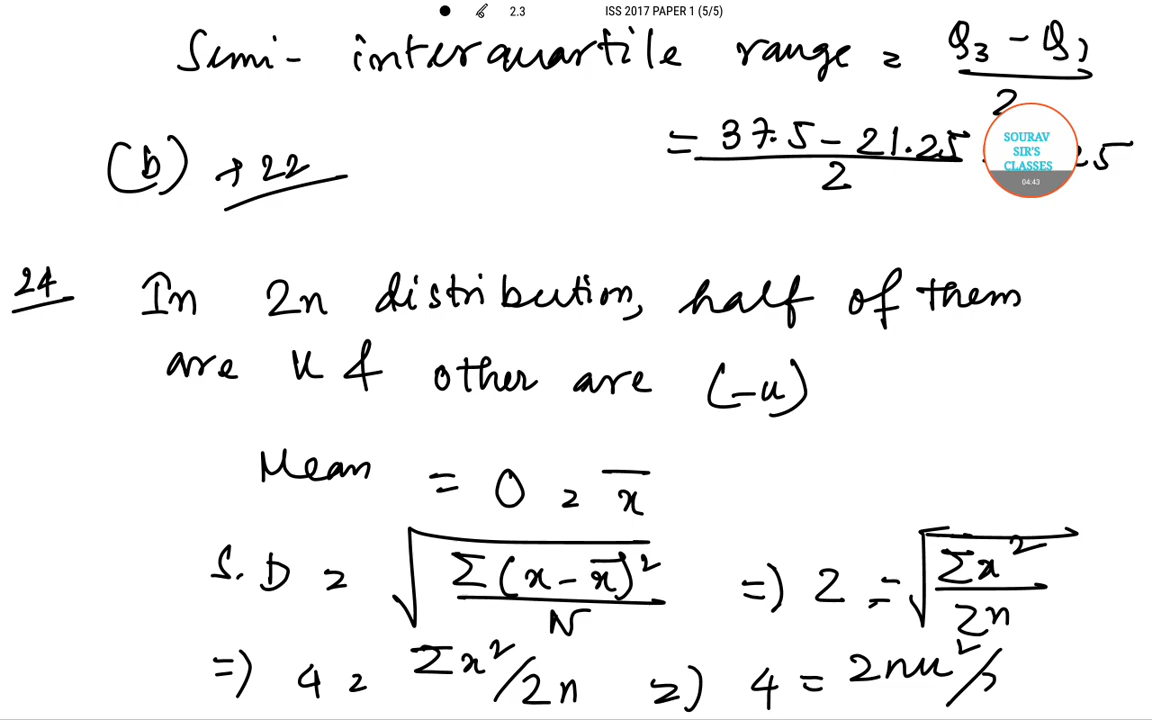 2.3 ISS 2017 PAPER 1 (5/5)
Semi-interquartile range = Q3 - Q1 / 2
= 37.5 - 21.25 / 2
SOURAV SIR'S CLASSES
04:43
(b) → 22
24 In 2n distribution, half of them
are u & other are (-u)
Mean = 0 = x̄
S.D = √(Σ(x - x̄)² / N) => 2 = √(Σx² / 2n)
=> 4 = Σx²/2n => 4 = 2nu²/